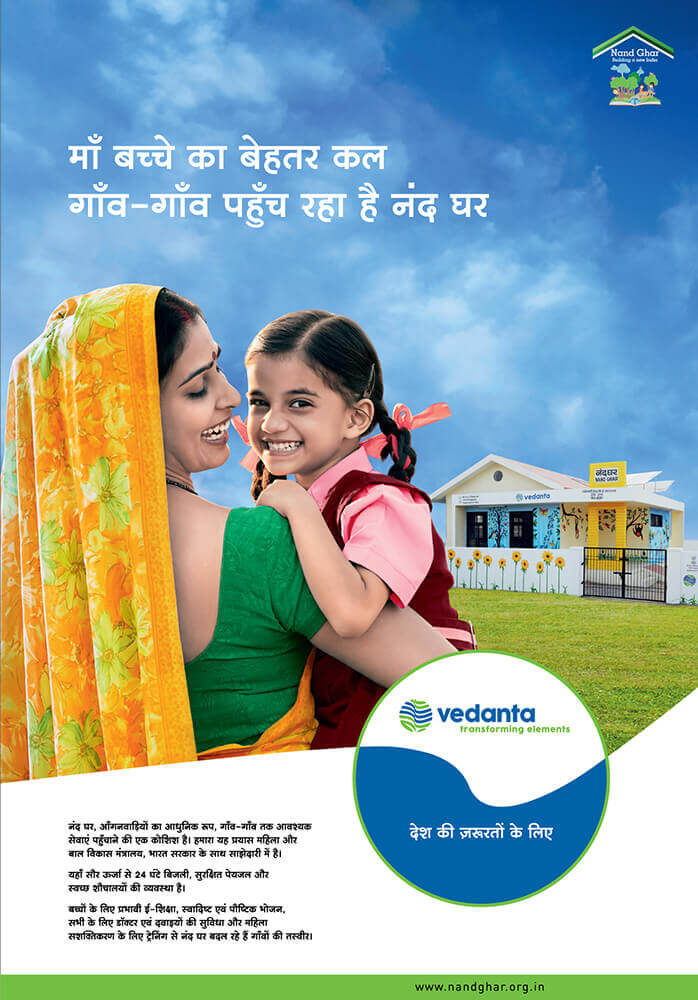 Nand Ghar
Building a new India
माँ बच्चे का बेहतर कल
गाँव-गाँव पहुँच रहा है नंद घर
नंदघर
NAND GHAR
vedanta
vedanta
transforming elements
देश की ज़रूरतों के लिए
नंद घर, आँगनवाड़ियों का आधुनिक रूप, गाँव-गाँव तक आवश्यक
सेवाएं पहुँचाने की एक कोशिश है। हमारा यह प्रयास महिला और
बाल विकास मंत्रालय, भारत सरकार के साथ साझेदारी में है।
यहाँ सौर ऊर्जा से 24 घंटे बिजली, सुरक्षित पेयजल और
स्वच्छ शौचालयों की व्यवस्था है।
बच्चों के लिए प्रभावी ई-शिक्षा, स्वादिष्ट एवं पौष्टिक भोजन,
सभी के लिए डॉक्टर एवं दवाइयों की सुविधा और महिला
सशक्तिकरण के लिए ट्रेनिंग से नंद घर बदल रहे हैं गाँवों की तस्वीर।
www.nandghar.org.in